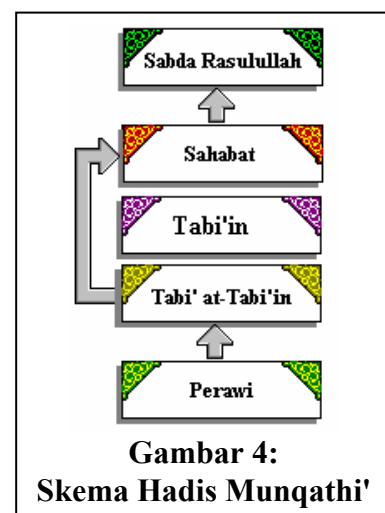 Sabda Rasulullah
Sahabat
Tabi'in
Tabi' at-Tabi'in
Perawi
Gambar 4:
Skema Hadis Munqathi'